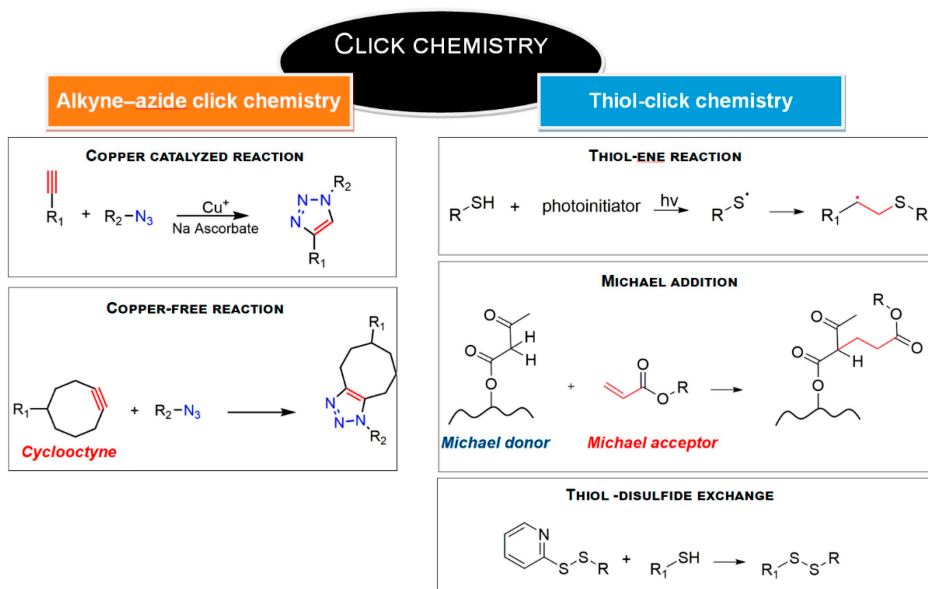 CLICK CHEMISTRY
Alkyne–azide click chemistry
Thiol-click chemistry
COPPER CATALYZED REACTION
R1 + R2–N3
Cu+
Na Ascorbate
N N N R2
R1
COPPER-FREE REACTION
R1
Cyclooctyne
+ R2–N3
R1
N N N
R2
THIOL-ENE REACTION
R SH + photoinitiator hν R S• R1 • S R
MICHAEL ADDITION
O O H H O O
+
O O R
R O O O O H O O
Michael donor
Michael acceptor
THIOL -DISULFIDE EXCHANGE
N S S R + R1 SH R1 S S R